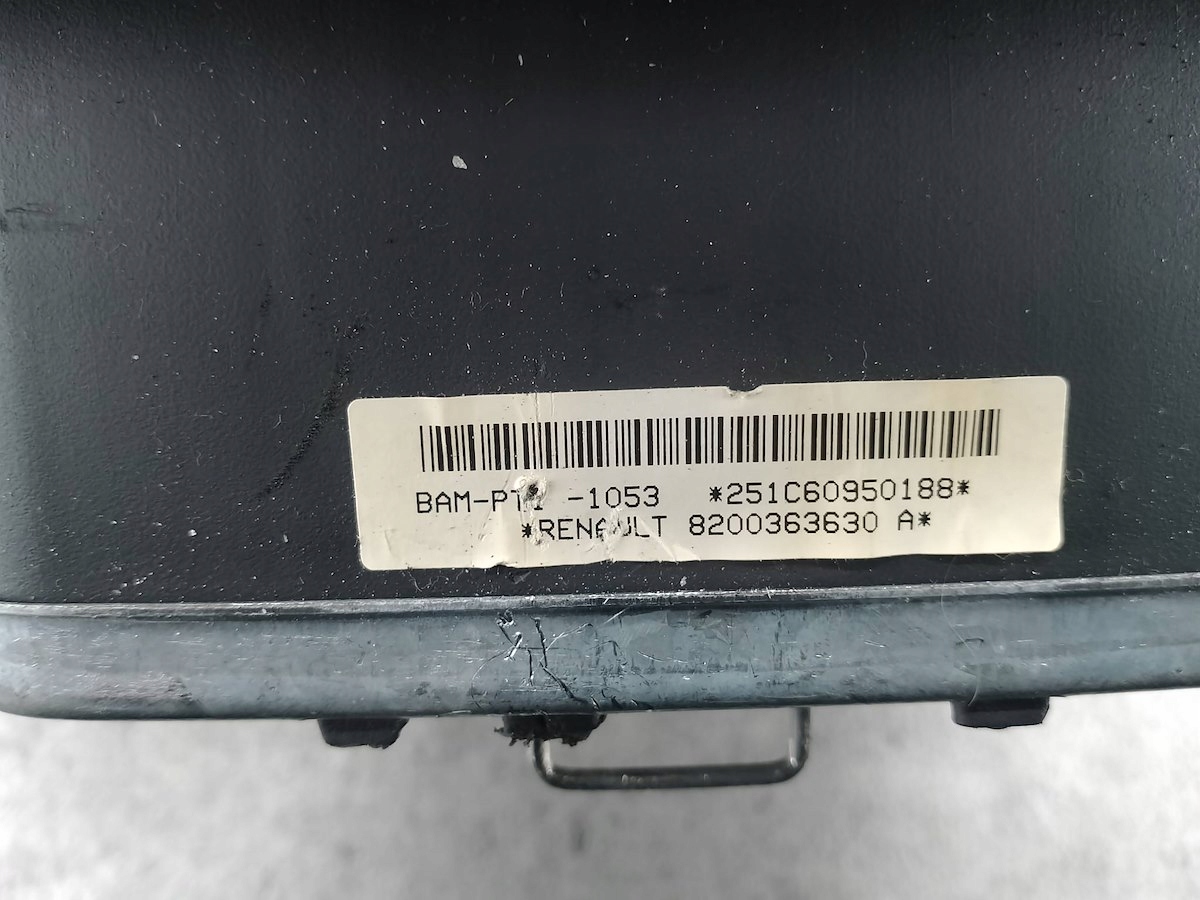 BAM-PT1 -1053 *251C60950188*
*RENAULT 8200363630 A*